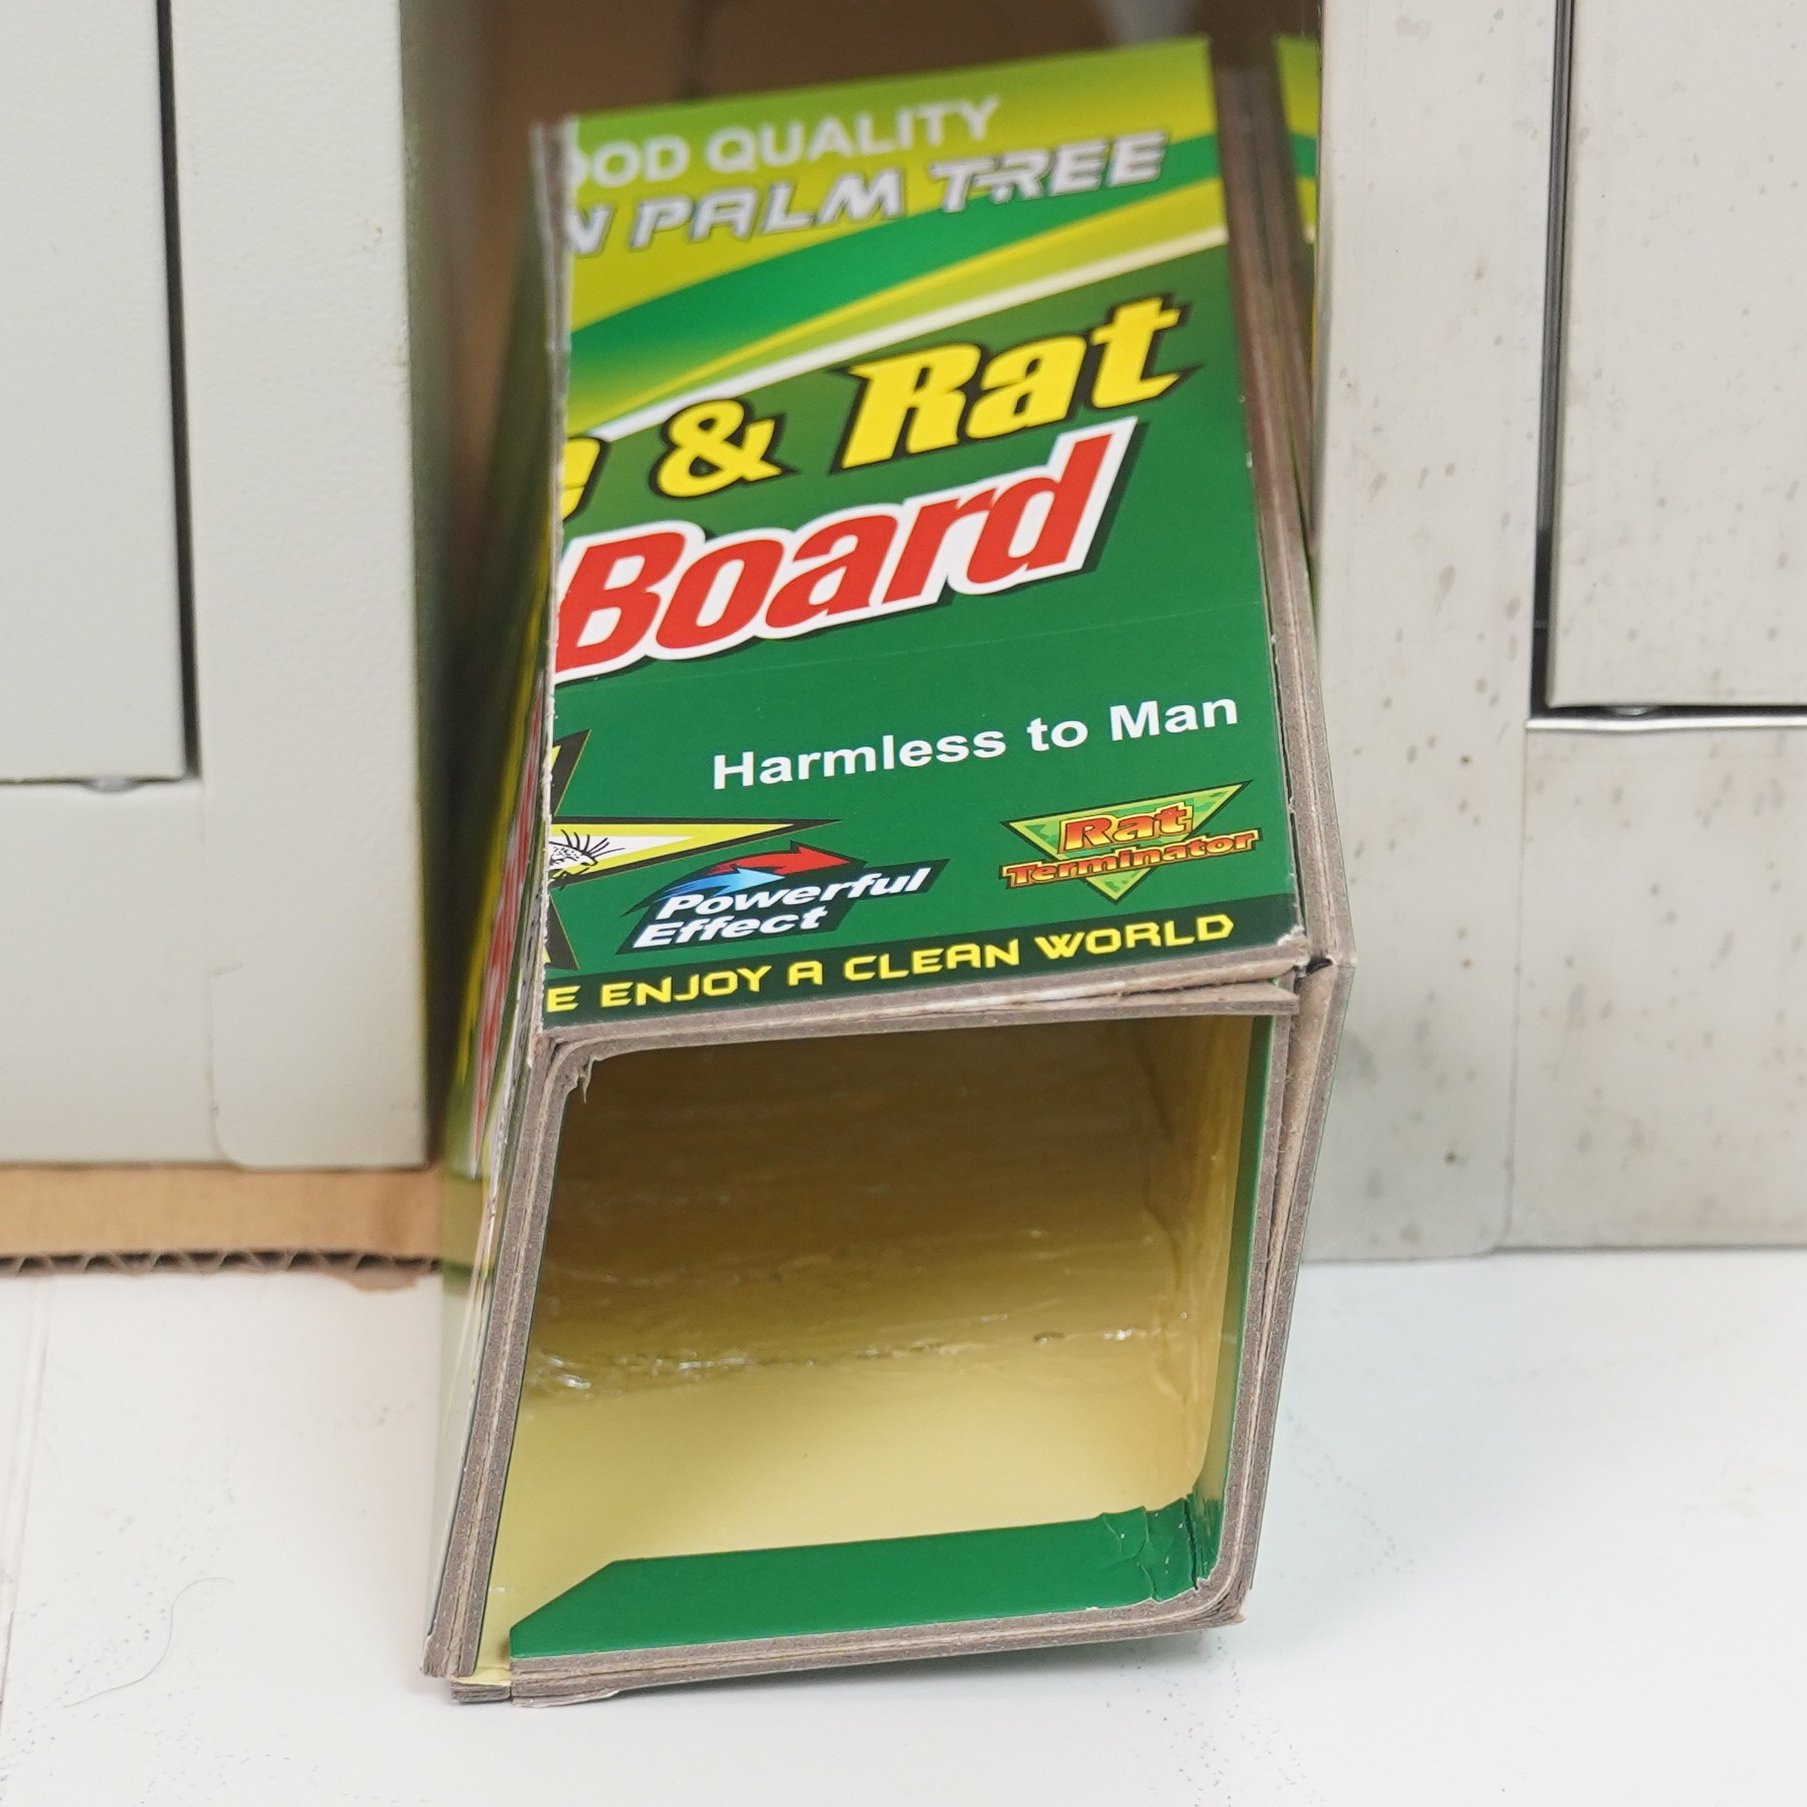 OOD QUALITY
N PALM TREE
e & Rat
Board
Harmless to Man
Rat
Terminator
Powerful
Effect
E ENJOY A CLEAN WORLD